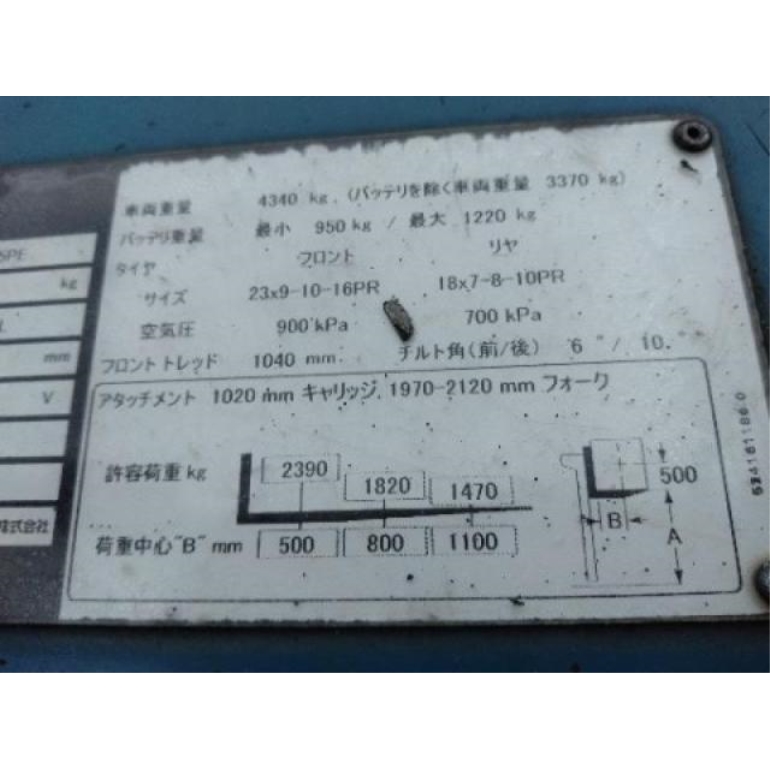 車両重量 4340 kg (バッテリを除く車両重量 3370 kg)
バッテリ重量 最小 950 kg / 最大 1220 kg
タイヤ フロント リヤ
サイズ 23x9-10-16PR 18x7-8-10PR
空気圧 900 kPa 700 kPa
フロントトレッド 1040 mm チルト角(前/後) 6 ° / 10 °
アタッチメント 1020 mm キャリッジ, 1970-2120 mm フォーク
許容荷重 kg 2390 1820 1470
荷重中心 "B" mm 500 800 1100
500
B
A
kg
mm
V
株式会社